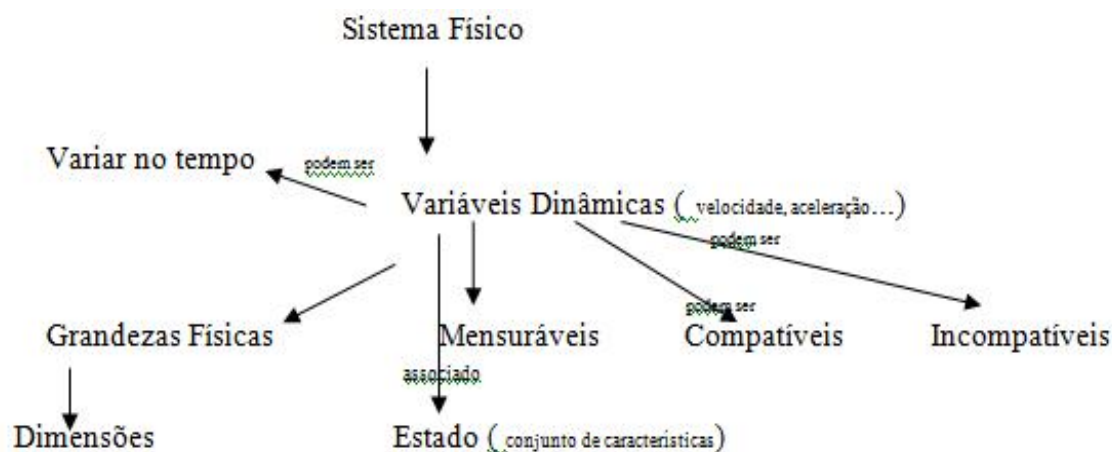 Sistema Físico
Variar no tempo
podem ser
Variáveis Dinâmicas ( velocidade, aceleração…)
podem ser
podem ser
Grandezas Físicas
Mensuráveis
Compatíveis
Incompatíveis
associado
Dimensões
Estado ( conjunto de características)